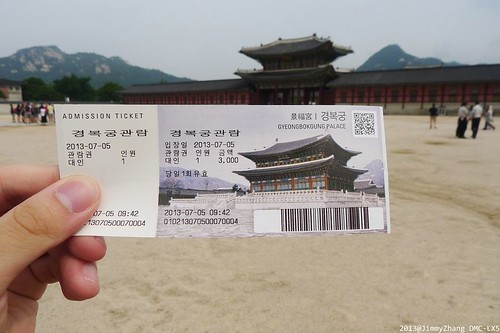 ADMISSION TICKET
경복궁관람
2013-07-05
관람권 인원
대인 1
07-05 09:42
013070500070004
景福宮 | 경복궁
GYEONGBOKGUNG PALACE
경복궁관람
입장일 2013-07-05
관람권 인원 금액
대인 1 3,000
당일1회유효
2013-07-05 09:42
010213070500070004
2013@JimmyZhang DMC-LX5